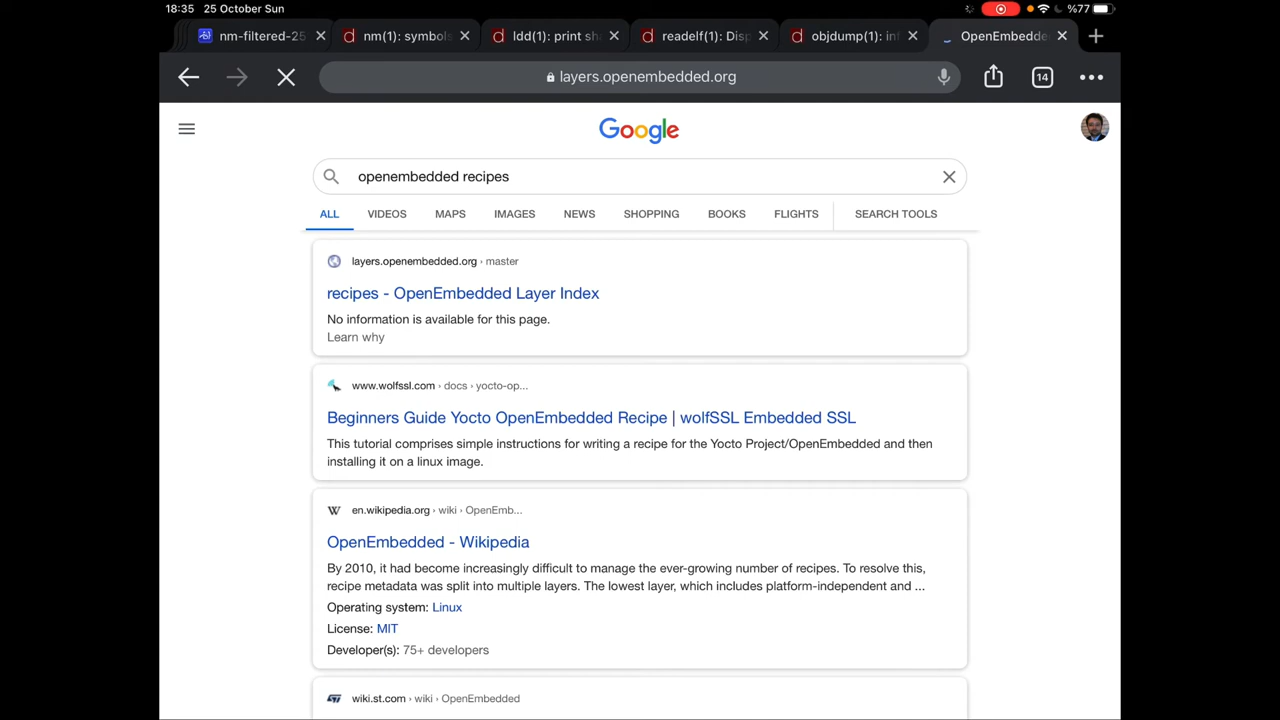 18:35 25 October Sun %77
nm-filtered-25 nm(1): symbols ldd(1): print sh readelf(1): Disp objdump(1): in OpenEmbedde
layers.openembedded.org 14
Google
openembedded recipes
ALL VIDEOS MAPS IMAGES NEWS SHOPPING BOOKS FLIGHTS SEARCH TOOLS
layers.openembedded.org › master
recipes - OpenEmbedded Layer Index
No information is available for this page.
Learn why
www.wolfssl.com › docs › yocto-op...
Beginners Guide Yocto OpenEmbedded Recipe | wolfSSL Embedded SSL
This tutorial comprises simple instructions for writing a recipe for the Yocto Project/OpenEmbedded and then
installing it on a linux image.
W en.wikipedia.org › wiki › OpenEmb...
OpenEmbedded - Wikipedia
By 2010, it had become increasingly difficult to manage the ever-growing number of recipes. To resolve this,
recipe metadata was split into multiple layers. The lowest layer, which includes platform-independent and ...
Operating system: Linux
License: MIT
Developer(s): 75+ developers
wiki.st.com › wiki › OpenEmbedded